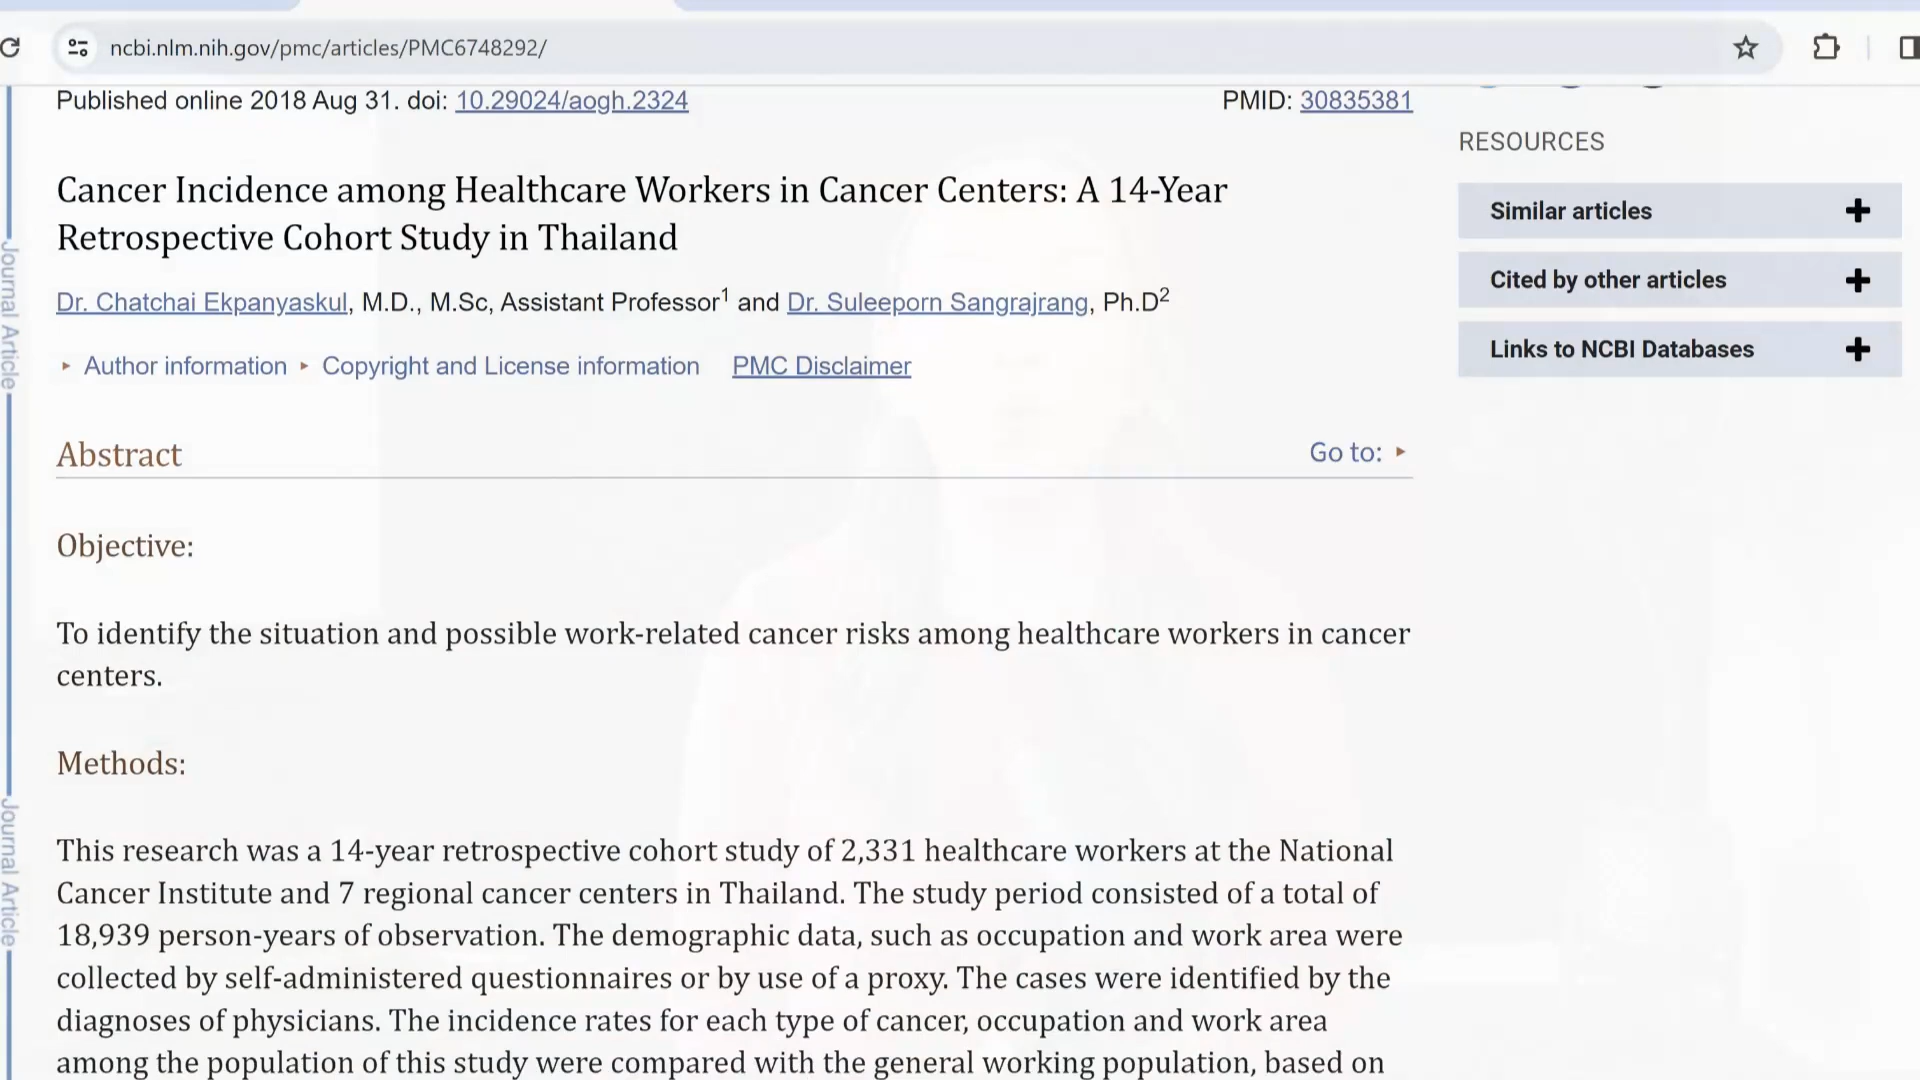 ncbi.nlm.nih.gov/pmc/articles/PMC6748292/
Published online 2018 Aug 31. doi: 10.29024/aogh.2324
PMID: 30835381
Cancer Incidence among Healthcare Workers in Cancer Centers: A 14-Year
Retrospective Cohort Study in Thailand
Dr. Chatchai Ekpanyaskul, M.D., M.Sc, Assistant Professor1 and Dr. Suleeporn Sangrajrang, Ph.D2
Author information
Copyright and License information
PMC Disclaimer
Abstract
Go to:
Objective:
To identify the situation and possible work-related cancer risks among healthcare workers in cancer
centers.
Methods:
This research was a 14-year retrospective cohort study of 2,331 healthcare workers at the National
Cancer Institute and 7 regional cancer centers in Thailand. The study period consisted of a total of
18,939 person-years of observation. The demographic data, such as occupation and work area were
collected by self-administered questionnaires or by use of a proxy. The cases were identified by the
diagnoses of physicians. The incidence rates for each type of cancer, occupation and work area
among the population of this study were compared with the general working population, based on
RESOURCES
Similar articles
Cited by other articles
Links to NCBI Databases
Journal Article
Journal Article